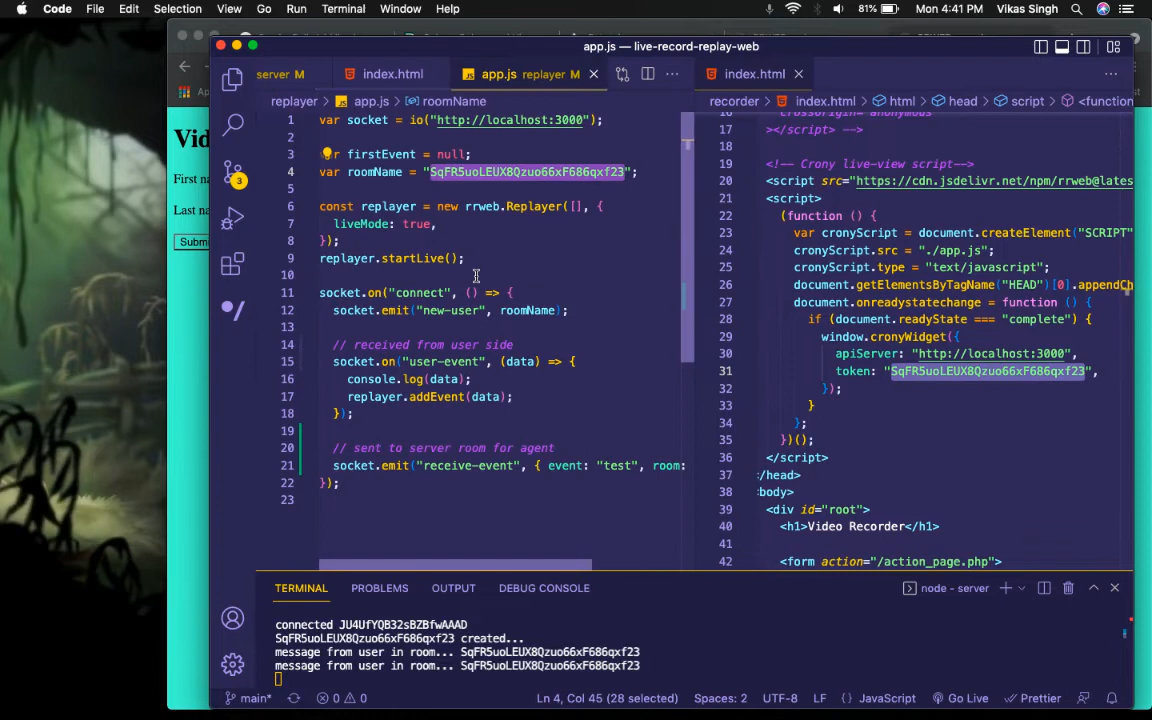 Code File Edit Selection View Go Run Terminal Window Help 81% Mon 4:41 PM Vikas Singh
app.js — live-record-replay-web
server M index.html app.js replayer M index.html
replayer > app.js > roomName
recorder > index.html > html > head > script > <function>
1 var socket = io("http://localhost:3000");
2
3 var firstEvent = null;
4 var roomName = "SqFR5uoLEUX8Qzuo66xF686qxf23";
5
6 const replayer = new rrweb.Replayer([], {
7 liveMode: true,
8 });
9 replayer.startLive();
10
11 socket.on("connect", () => {
12 socket.emit("new-user", roomName);
13
14 // received from user side
15 socket.on("user-event", (data) => {
16 console.log(data);
17 replayer.addEvent(data);
18 });
19
20 // sent to server room for agent
21 socket.emit("receive-event", { event: "test", room:
22 });
23
16 crossorigin="anonymous"
17 ></script> -->
18
19 <!-- Crony live-view script-->
20 <script src="https://cdn.jsdelivr.net/npm/rrweb@lates
21 <script>
22 (function () {
23 var cronyScript = document.createElement("SCRIPT"
24 cronyScript.src = "./app.js";
25 cronyScript.type = "text/javascript";
26 document.getElementsByTagName("HEAD")[0].appendCh
27 document.onreadystatechange = function () {
28 if (document.readyState === "complete") {
29 window.cronyWidget({
30 apiServer: "http://localhost:3000",
31 token: "SqFR5uoLEUX8Qzuo66xF686qxf23",
32 });
33 }
34 };
35 })();
36 </script>
37 </head>
38 <body>
39 <div id="root">
40 <h1>Video Recorder</h1>
41
42 <form action="/action_page.php">
Vid
First na
Last na
Submi
3
TERMINAL PROBLEMS OUTPUT DEBUG CONSOLE node - server
connected JU4UfYQB32sBZBfwAAAD
SqFR5uoLEUX8Qzuo66xF686qxf23 created...
message from user in room... SqFR5uoLEUX8Qzuo66xF686qxf23
message from user in room... SqFR5uoLEUX8Qzuo66xF686qxf23
main* 0 0 Ln 4, Col 45 (28 selected) Spaces: 2 UTF-8 LF {} JavaScript Go Live Prettier